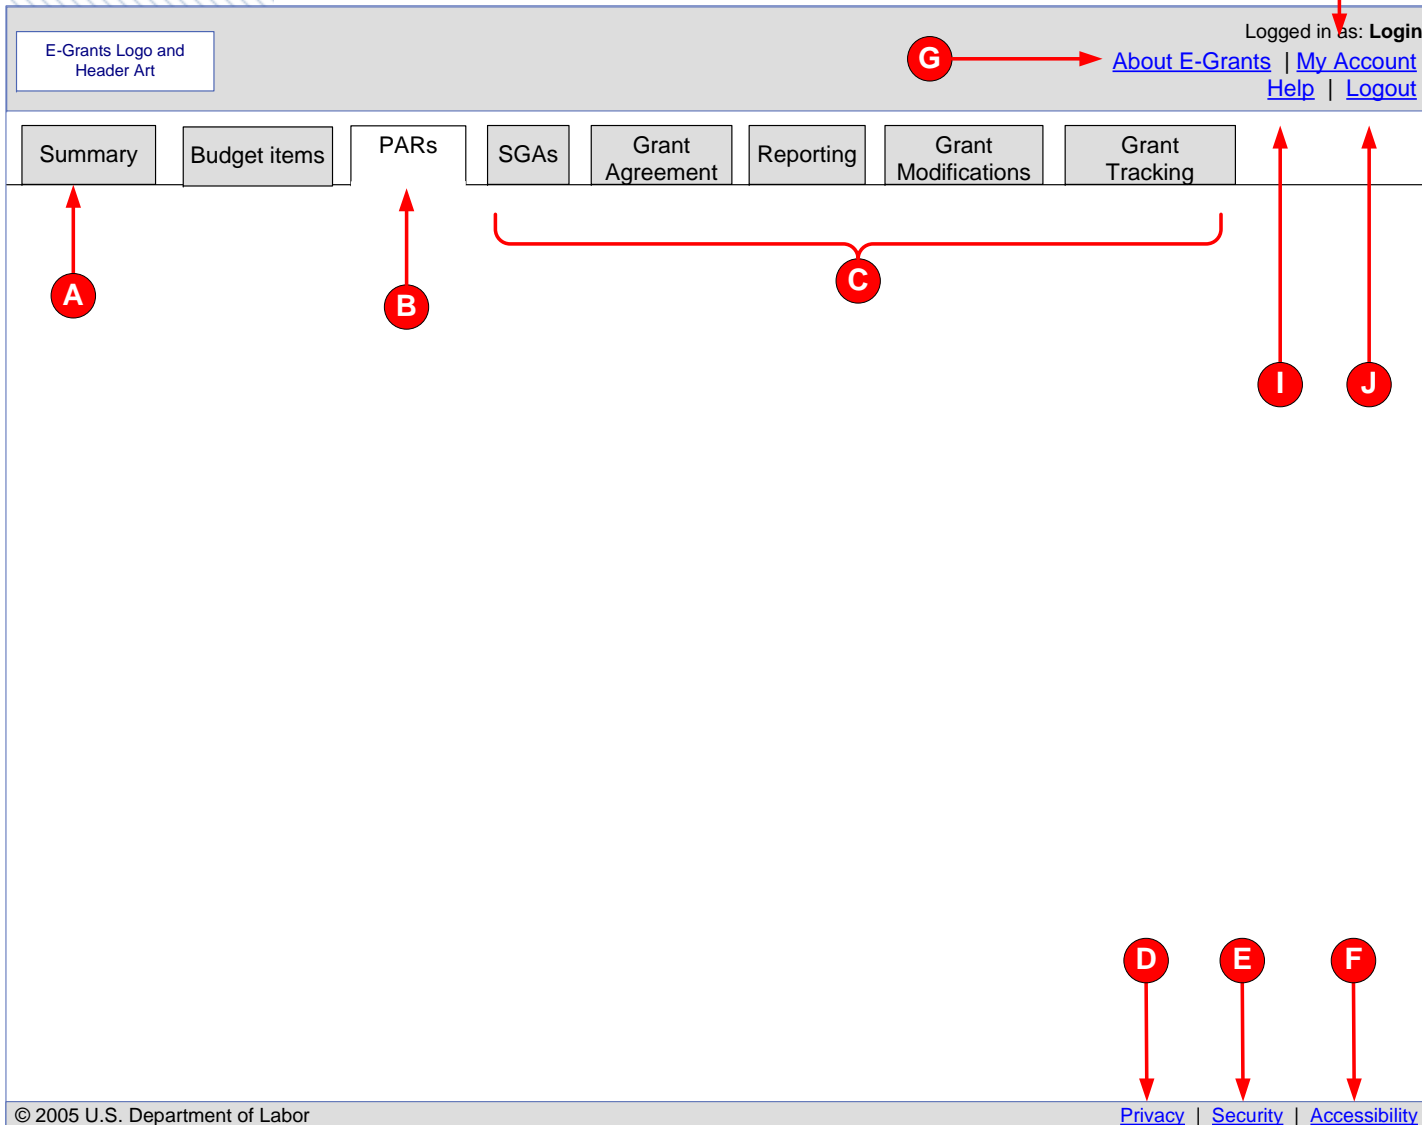 E-Grants Logo and
Header Art
Logged in as: Login
G
About E-Grants | My Account
Help | Logout
Summary
Budget items
PARs
SGAs
Grant
Agreement
Reporting
Grant
Modifications
Grant
Tracking
A
B
C
I
J
D
E
F
© 2005 U.S. Department of Labor
Privacy | Security | Accessibility